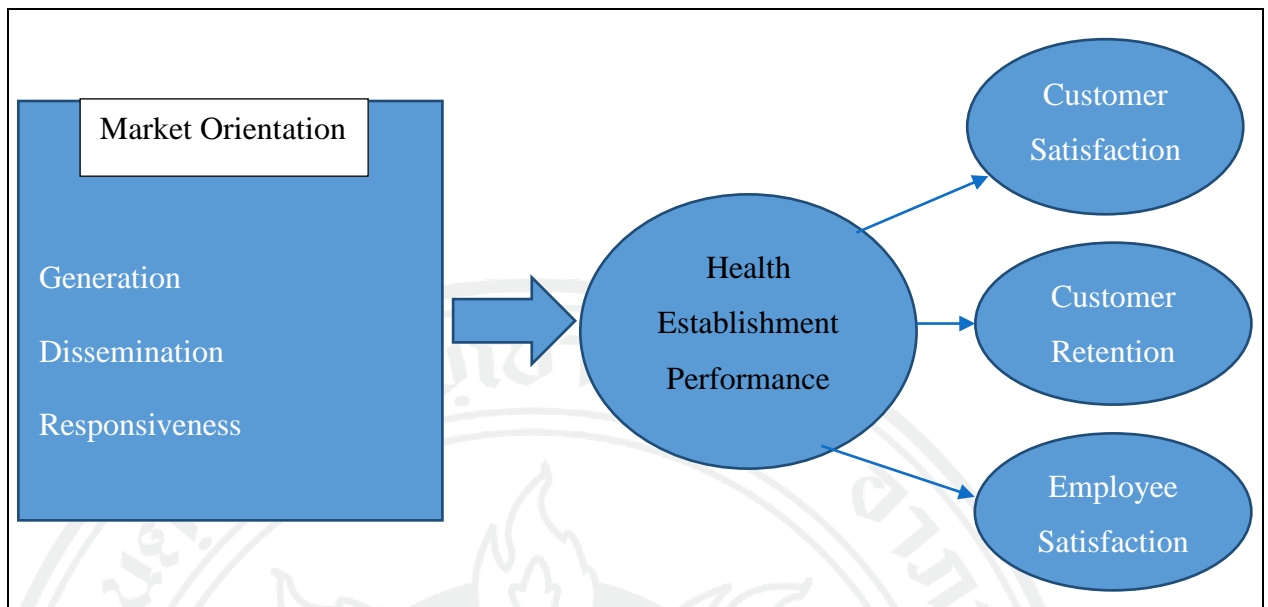 Market Orientation
Generation
Dissemination
Responsiveness
Health
Establishment
Performance
Customer
Satisfaction
Customer
Retention
Employee
Satisfaction